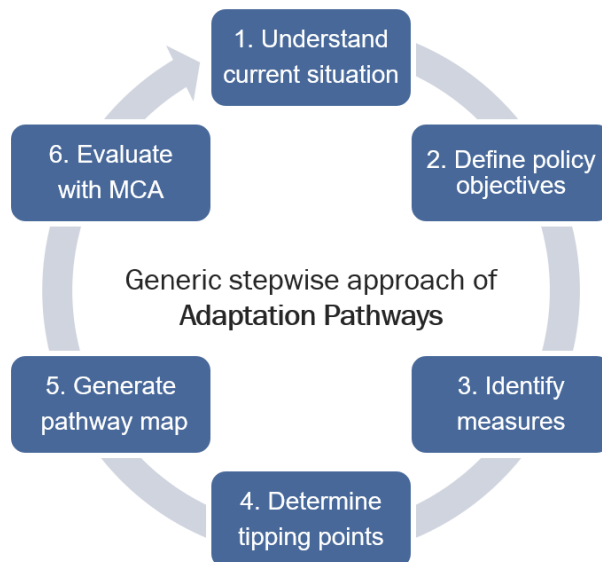 1. Understand
current situation
2. Define policy
objectives
3. Identify
measures
4. Determine
tipping points
5. Generate
pathway map
6. Evaluate
with MCA
Generic stepwise approach of
Adaptation Pathways